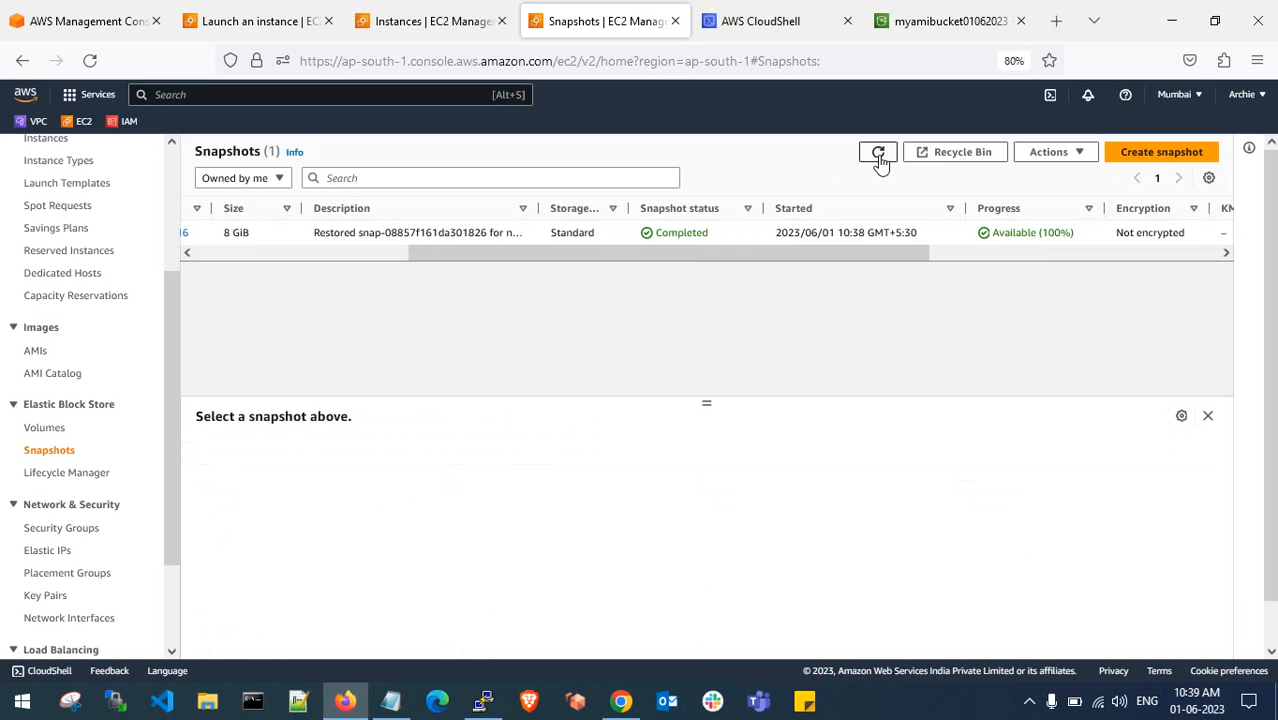 AWS Management Cons
Launch an instance | EC2
Instances | EC2 Manager
Snapshots | EC2 Manag
AWS CloudShell
myamibucket01062023 -
https://ap-south-1.console.aws.amazon.com/ec2/v2/home?region=ap-south-1#Snapshots:
80%
aws
Services
Search
[Alt+S]
Mumbai
Archie
VPC
EC2
IAM
Instances
Instance Types
Launch Templates
Spot Requests
Savings Plans
Reserved Instances
Dedicated Hosts
Capacity Reservations
Images
AMIs
AMI Catalog
Elastic Block Store
Volumes
Snapshots
Lifecycle Manager
Network & Security
Security Groups
Elastic IPs
Placement Groups
Key Pairs
Network Interfaces
Load Balancing
Snapshots (1) Info
Recycle Bin
Actions
Create snapshot
Owned by me
Search
1
Size
Description
Storage...
Snapshot status
Started
Progress
Encryption
KM
16
8 GiB
Restored snap-08857f161da301826 for n...
Standard
Completed
2023/06/01 10:38 GMT+5:30
Available (100%)
Not encrypted
–
Select a snapshot above.
CloudShell
Feedback
Language
© 2023, Amazon Web Services India Private Limited or its affiliates.
Privacy
Terms
Cookie preferences
ENG
10:39 AM
01-06-2023